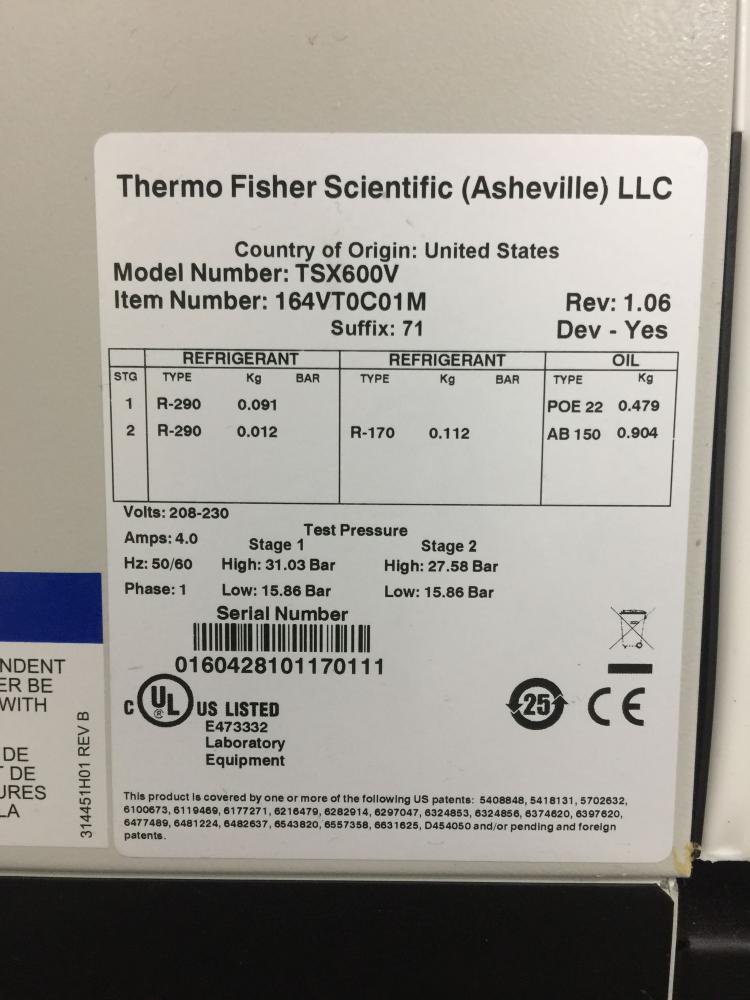 Thermo Fisher Scientific (Asheville) LLC
Country of Origin: United States
Model Number: TSX600V
Item Number: 164VT0C01M Rev: 1.06
Suffix: 71 Dev - Yes
REFRIGERANT REFRIGERANT OIL
STG TYPE Kg BAR TYPE Kg BAR TYPE Kg
1 R-290 0.091 POE 22 0.479
2 R-290 0.012 R-170 0.112 AB 150 0.904
Volts: 208-230
Test Pressure
Amps: 4.0 Stage 1 Stage 2
Hz: 50/60 High: 31.03 Bar High: 27.58 Bar
Phase: 1 Low: 15.86 Bar Low: 15.86 Bar
Serial Number
0160428101170111
C UL ® US LISTED
E473332
Laboratory
Equipment
25 CE
This product is covered by one or more of the following US patents: 5408848, 5418131, 5702632,
6100673, 6119469, 6177271, 6216479, 6282914, 6297047, 6324853, 6324856, 6374620, 6397620,
6477489, 6481224, 6482637, 6543820, 6557358, 6631625, D454050 and/or pending and foreign
patents.
NDENT
ER BE
WITH
DE
T DE
URES
LA
314451H01 REV B